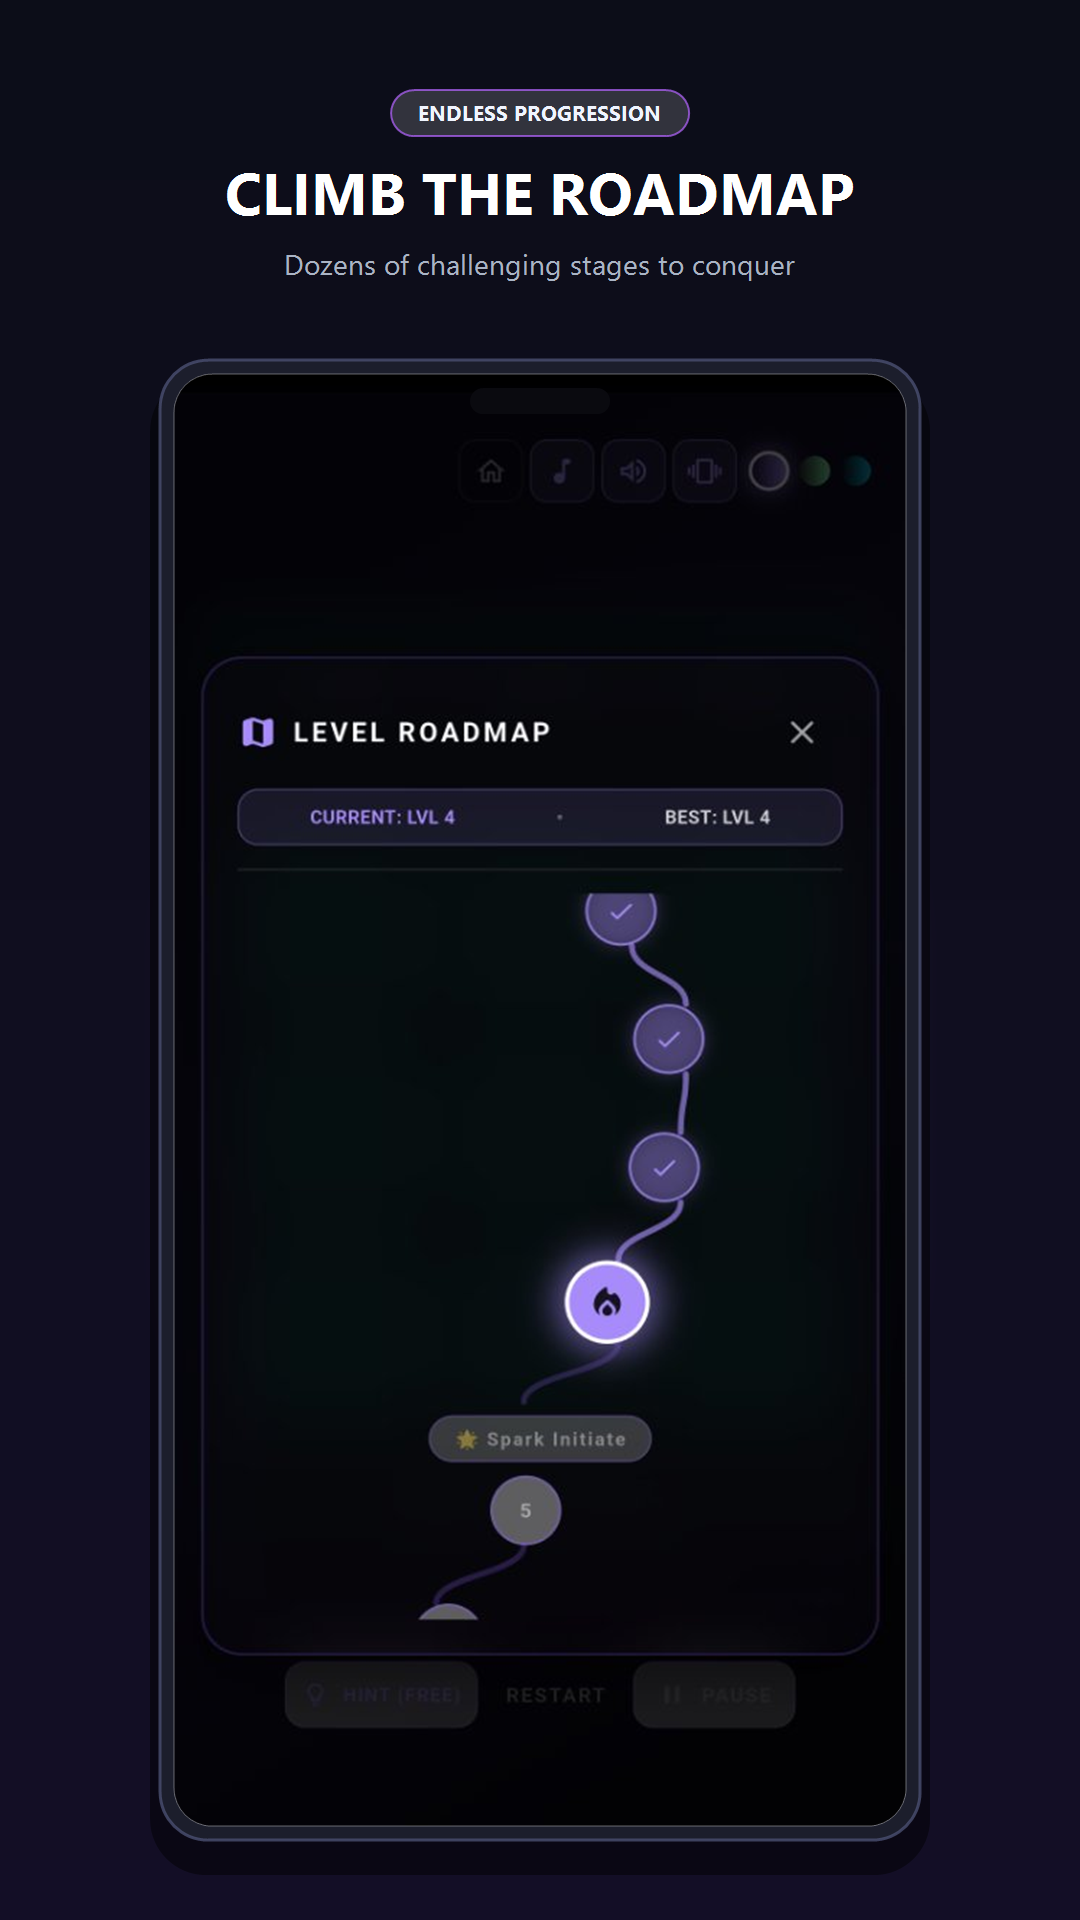 ENDLESS PROGRESSION
CLIMB THE ROADMAP
Dozens of challenging stages to conquer
LEVEL ROADMAP
CURRENT: LVL 4 • BEST: LVL 4
Spark Initiate
5
HINT (FREE) RESTART PAUSE